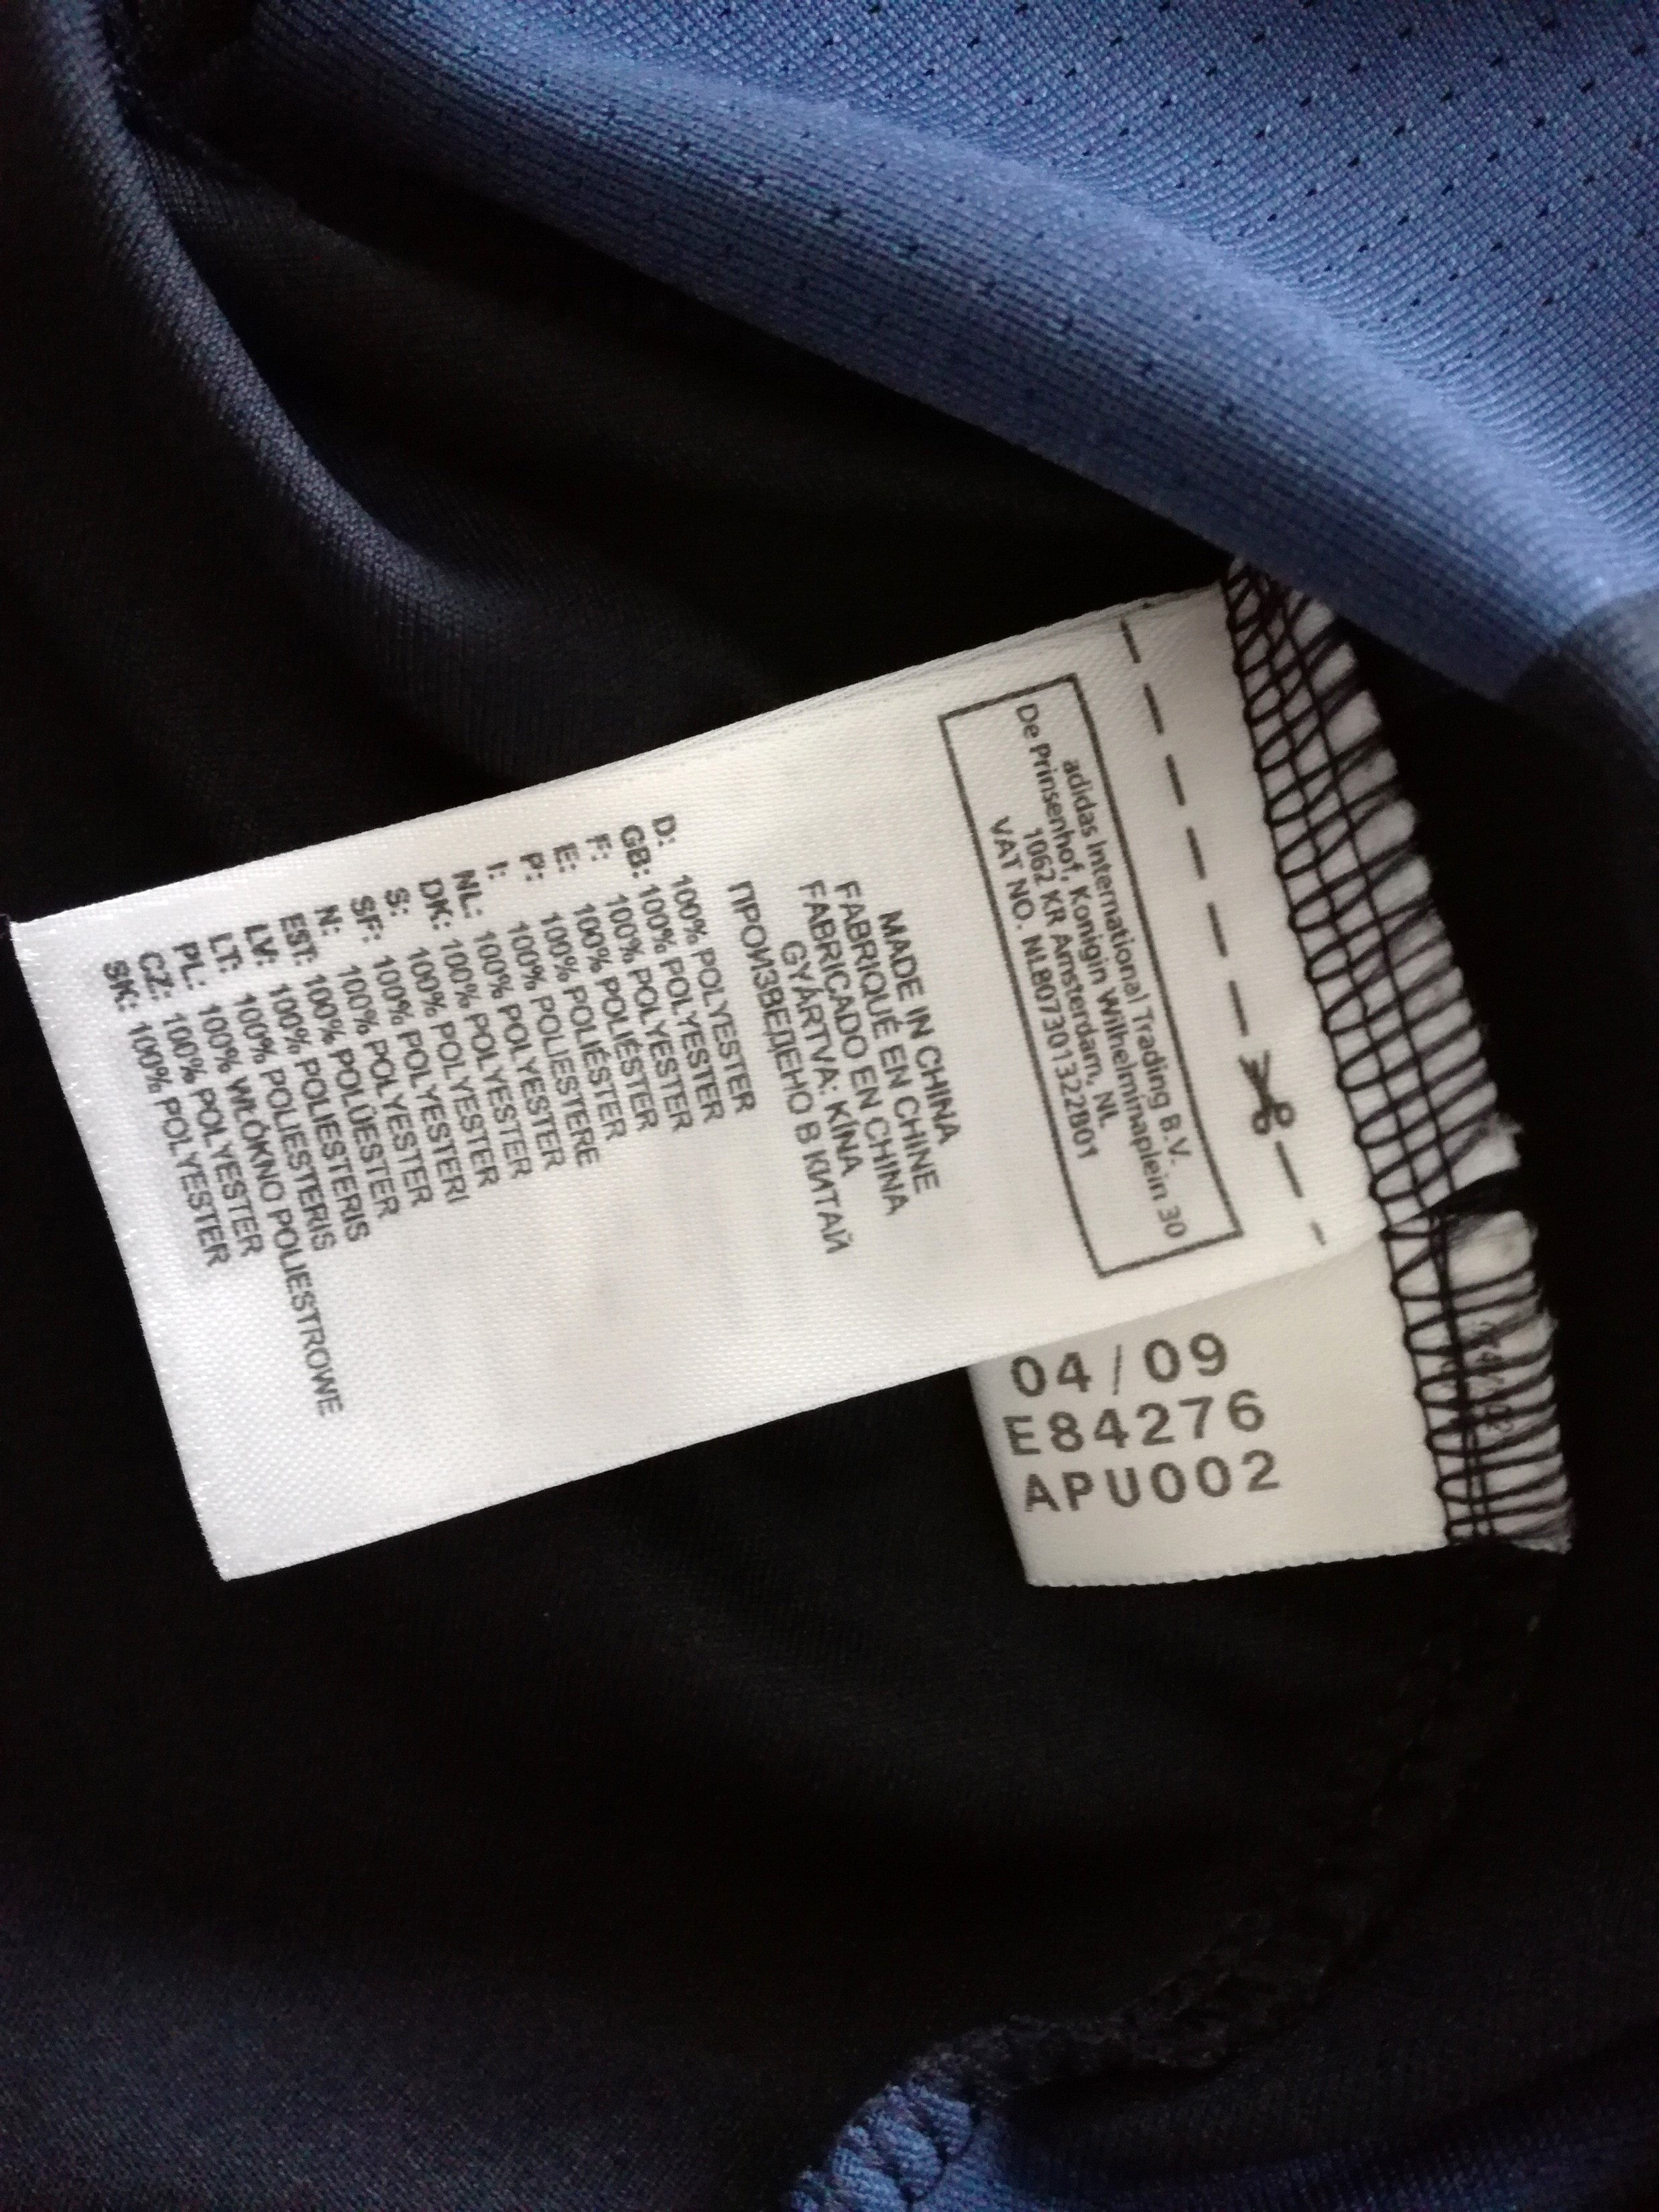 adidas International Trading B.V.
De Prinsenhof, Konigin Wilhelminaplein 30
1062 KR Amsterdam, NL
VAT NO. NL807301322B01
MADE IN CHINA
FABRIQUÉ EN CHINE
FABRICADO EN CHINA
GYÁRTVA: KÍNA
ПРОИЗВЕДЕНО В КИТАЙ
D: 100% POLYESTER
GB: 100% POLYESTER
F: 100% POLYESTER
E: 100% POLIÉSTER
P: 100% POLIÉSTER
I: 100% POLIESTERE
NL: 100% POLYESTER
DK: 100% POLYESTER
S: 100% POLYESTER
SF: 100% POLYESTERI
N: 100% POLYESTER
EST: 100% POLÜESTER
LV: 100% POLIESTERIS
LT: 100% POLIESTERIS
PL: 100% WŁÓKNO POLIESTROWE
CZ: 100% POLYESTER
SK: 100% POLYESTER
04/09
E84276
APU002